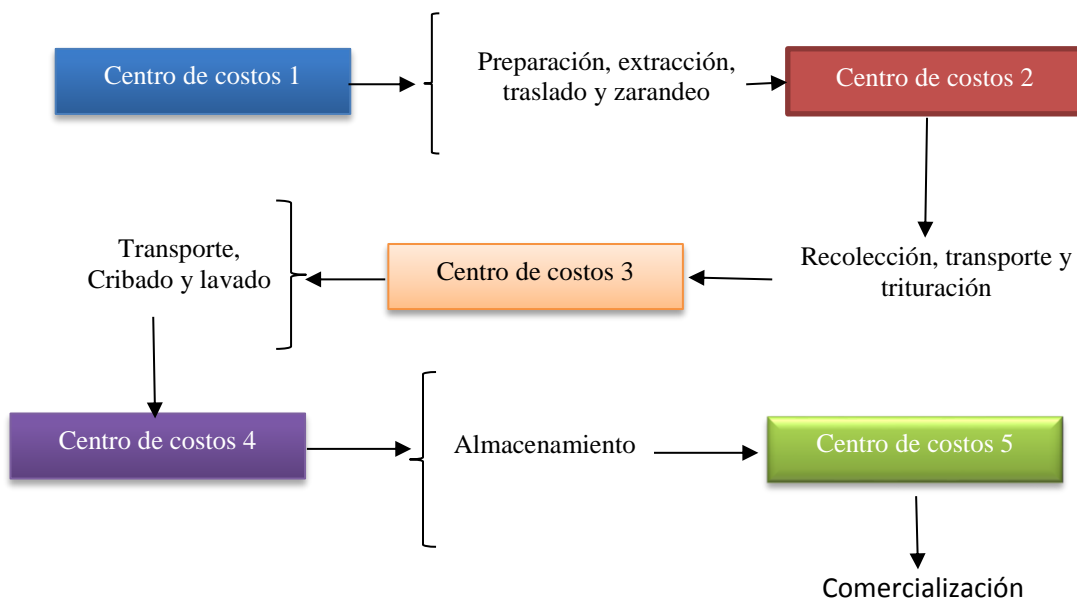 Centro de costos 1
Preparación, extracción,
traslado y zarandeo
Centro de costos 2
Recolección, transporte y
trituración
Centro de costos 3
Transporte,
Cribado y lavado
Centro de costos 4
Almacenamiento
Centro de costos 5
Comercialización